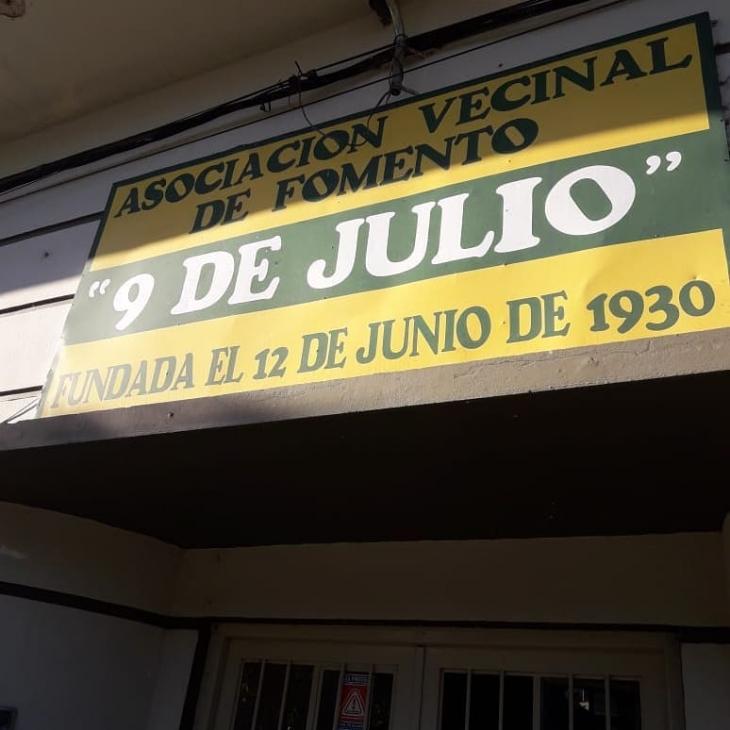 ASOCIACION VECINAL
DE FOMENTO
"9 DE JULIO"
FUNDADA EL 12 DE JUNIO DE 1930